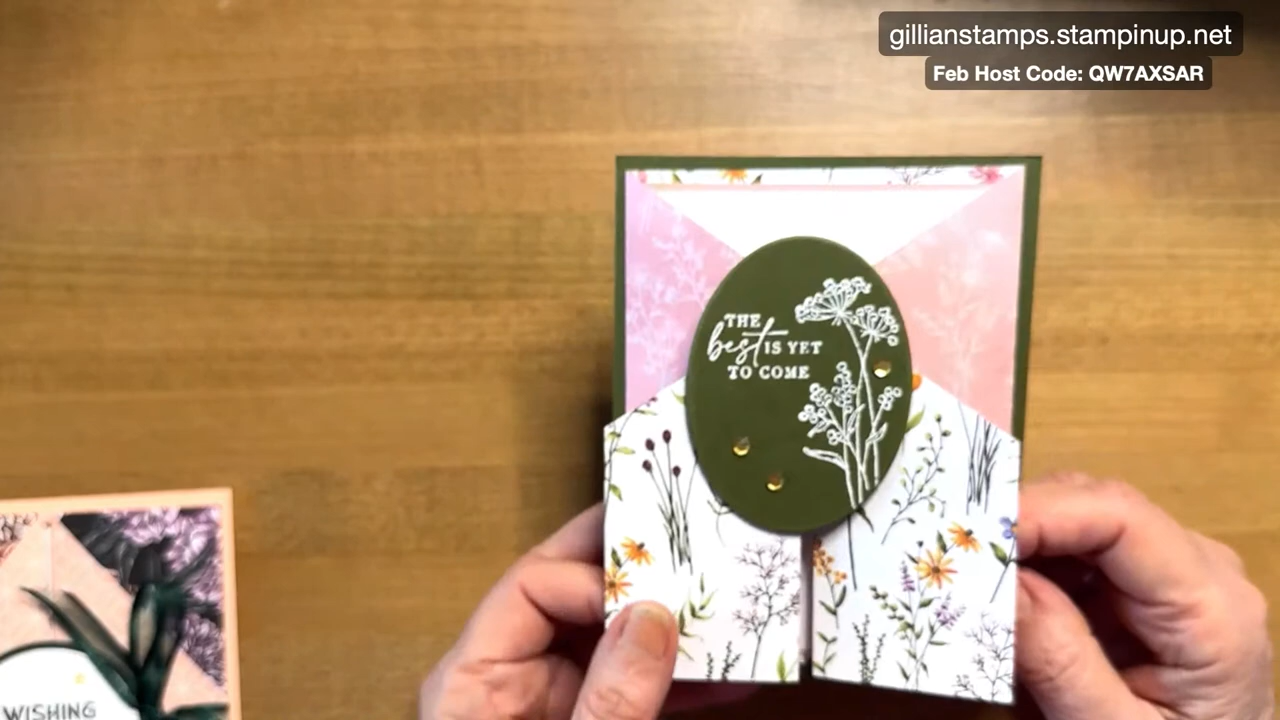 gillianstamps.stampinup.net
Feb Host Code: QW7AXSAR
THE
best IS YET
TO COME
WISHING